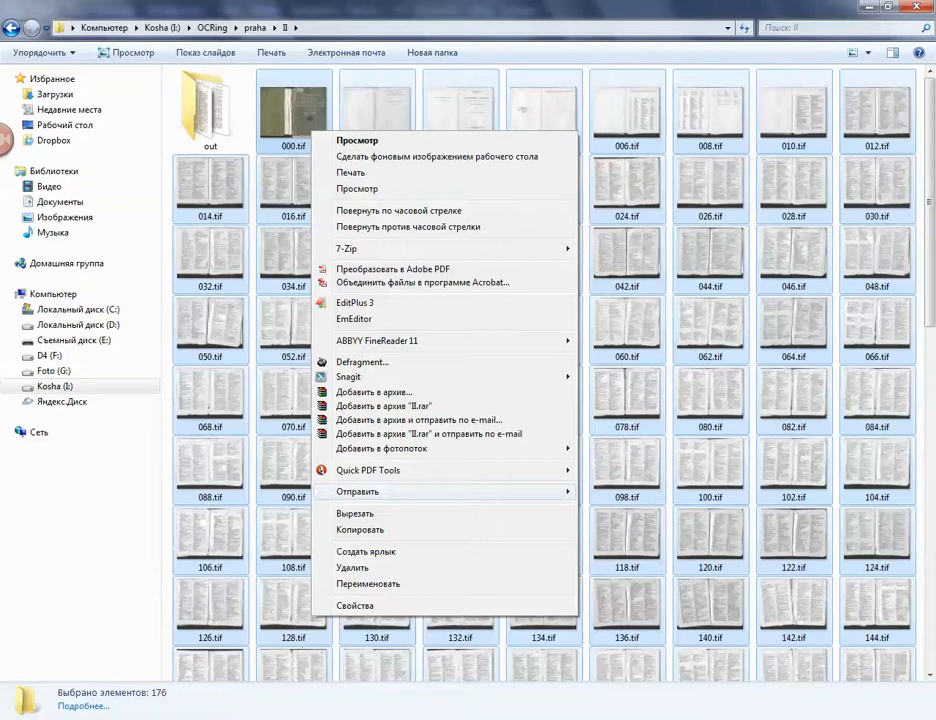 Компьютер ▸ Kosha (I:) ▸ OCRing ▸ praha ▸ II ▸
Поиск: II
Упорядочить
Просмотр
Показ слайдов
Печать
Электронная почта
Новая папка
Избранное
Загрузки
Недавние места
Рабочий стол
Dropbox
Библиотеки
Видео
Документы
Изображения
Музыка
Домашняя группа
Компьютер
Локальный диск (C:)
Локальный диск (D:)
Съемный диск (E:)
D4 (F:)
Foto (G:)
Kosha (I:)
Яндекс.Диск
Сеть
out
000.tif
006.tif
008.tif
010.tif
012.tif
014.tif
016.tif
024.tif
026.tif
028.tif
030.tif
032.tif
034.tif
042.tif
044.tif
046.tif
048.tif
050.tif
052.tif
060.tif
062.tif
064.tif
066.tif
068.tif
070.tif
078.tif
080.tif
082.tif
084.tif
088.tif
090.tif
098.tif
100.tif
102.tif
104.tif
106.tif
108.tif
118.tif
120.tif
122.tif
124.tif
126.tif
128.tif
130.tif
132.tif
134.tif
136.tif
140.tif
142.tif
144.tif
Просмотр
Сделать фоновым изображением рабочего стола
Печать
Просмотр
Повернуть по часовой стрелке
Повернуть против часовой стрелки
7-Zip
Преобразовать в Adobe PDF
Объединить файлы в программе Acrobat...
EditPlus 3
EmEditor
ABBYY FineReader 11
Defragment...
Snagit
Добавить в архив...
Добавить в архив "II.rar"
Добавить в архив и отправить по e-mail...
Добавить в архив "II.rar" и отправить по e-mail
Добавить в фотопоток
Quick PDF Tools
Отправить
Вырезать
Копировать
Создать ярлык
Удалить
Переименовать
Свойства
Выбрано элементов: 176
Подробнее...